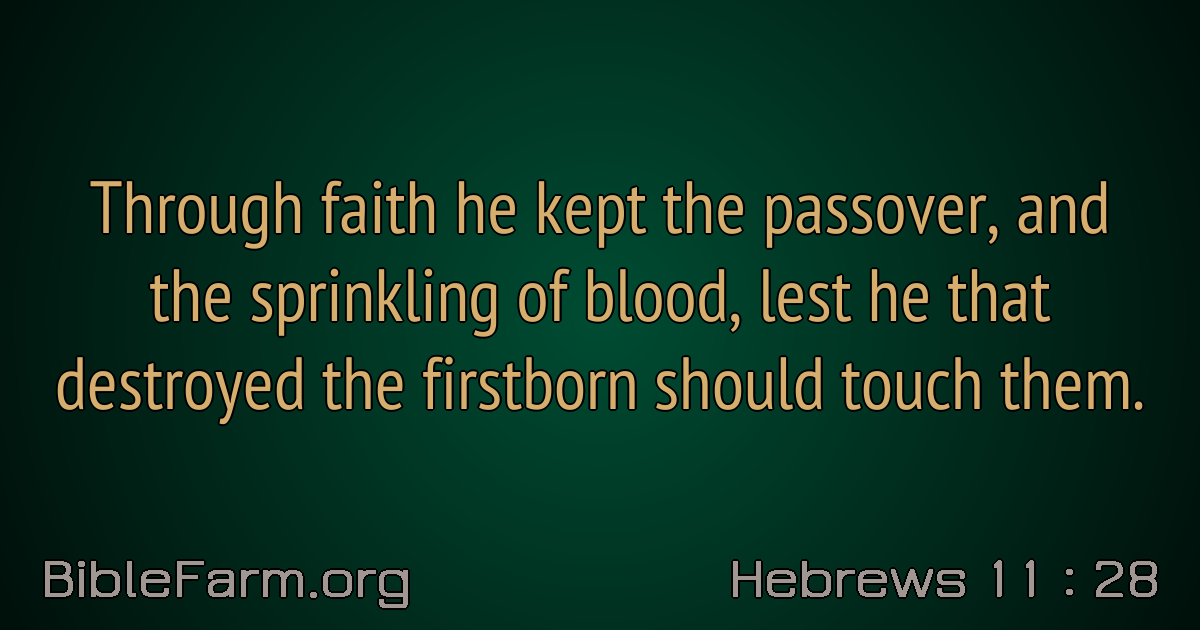 Through faith he kept the passover, and
the sprinkling of blood, lest he that
destroyed the firstborn should touch them.
BibleFarm.org
Hebrews 11 : 28